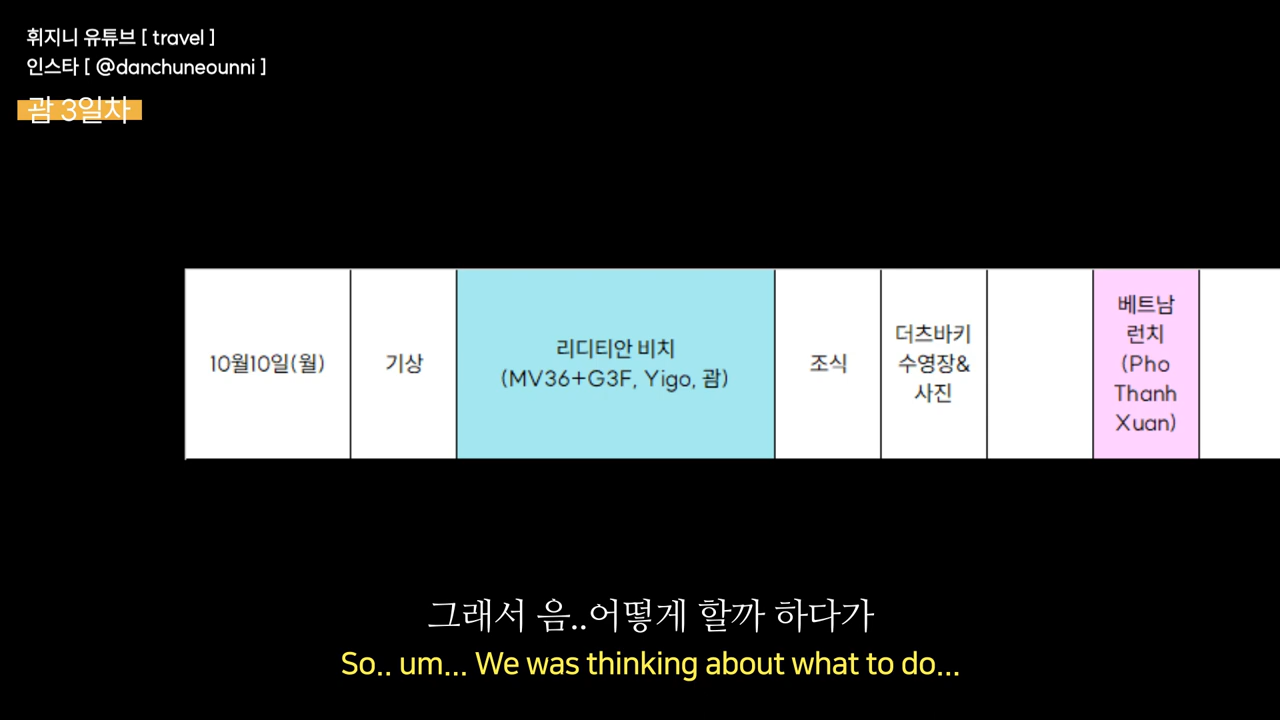 휘지니 유튜브 [ travel ]
인스타 [ @danchuneounni ]
괌 3일차
10월10일(월)
기상
리디티안 비치
(MV36+G3F, Yigo, 괌)
조식
더츠바키
수영장&
사진
베트남
런치
(Pho
Thanh
Xuan)
그래서 음..어떻게 할까 하다가
So.. um... We was thinking about what to do...